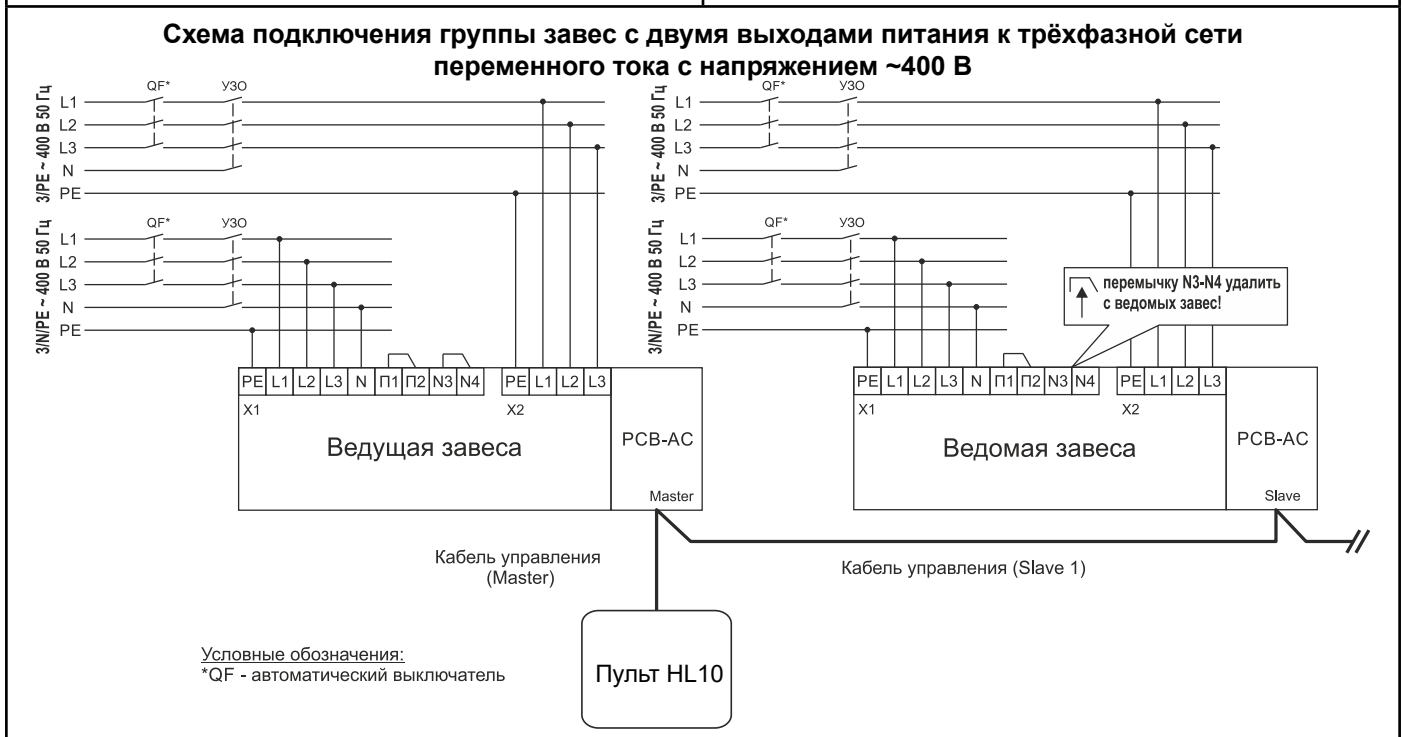 Схема подключения группы завес с двумя выходами питания к трёхфазной сети
переменного тока с напряжением ~400 В
3/PE ~ 400 В 50 Гц
QF*
УЗО
L1
L2
L3
N
PE
3/N/PE ~ 400 В 50 Гц
QF*
УЗО
L1
L2
L3
N
PE
PE L1 L2 L3 N П1 П2 N3 N4
PE L1 L2 L3
X1
X2
Ведущая завеса
PCB-AC
Master
3/PE ~ 400 В 50 Гц
QF*
УЗО
L1
L2
L3
N
PE
3/N/PE ~ 400 В 50 Гц
QF*
УЗО
L1
L2
L3
N
PE
перемычку N3-N4 удалить
с ведомых завес!
PE L1 L2 L3 N П1 П2 N3 N4
PE L1 L2 L3
X1
X2
Ведомая завеса
PCB-AC
Slave
Кабель управления
(Master)
Кабель управления (Slave 1)
Условные обозначения:
*QF - автоматический выключатель
Пульт HL10